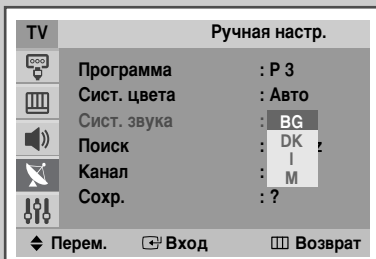 TV Ручная настр.
Программа : P 3
Сист. цвета : Авто
Сист. звука : BG
Поиск : DK z
I
Канал : M
Сохр. : ?
Перем. Вход Возврат